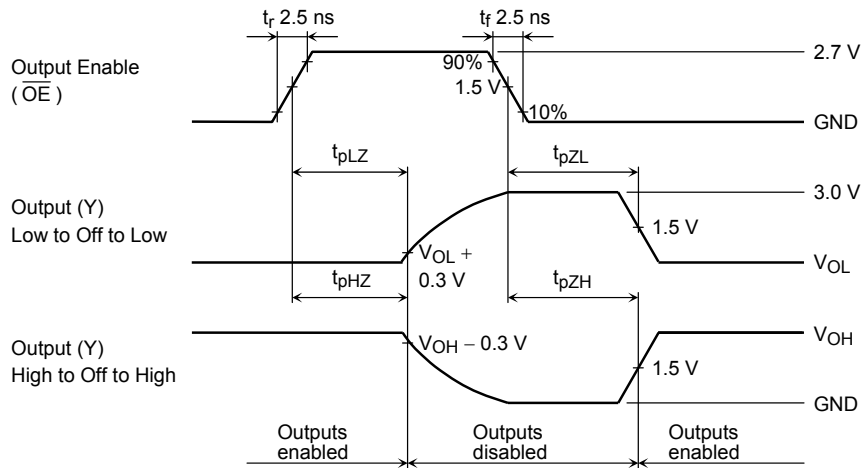 tr 2.5 ns
tf 2.5 ns
Output Enable
( OE )
90%
1.5 V
10%
2.7 V
GND
tpLZ
tpZL
Output (Y)
Low to Off to Low
3.0 V
1.5 V
VOL +
0.3 V
VOL
tpHZ
tpZH
Output (Y)
High to Off to High
VOH − 0.3 V
VOH
1.5 V
GND
Outputs
enabled
Outputs
disabled
Outputs
enabled